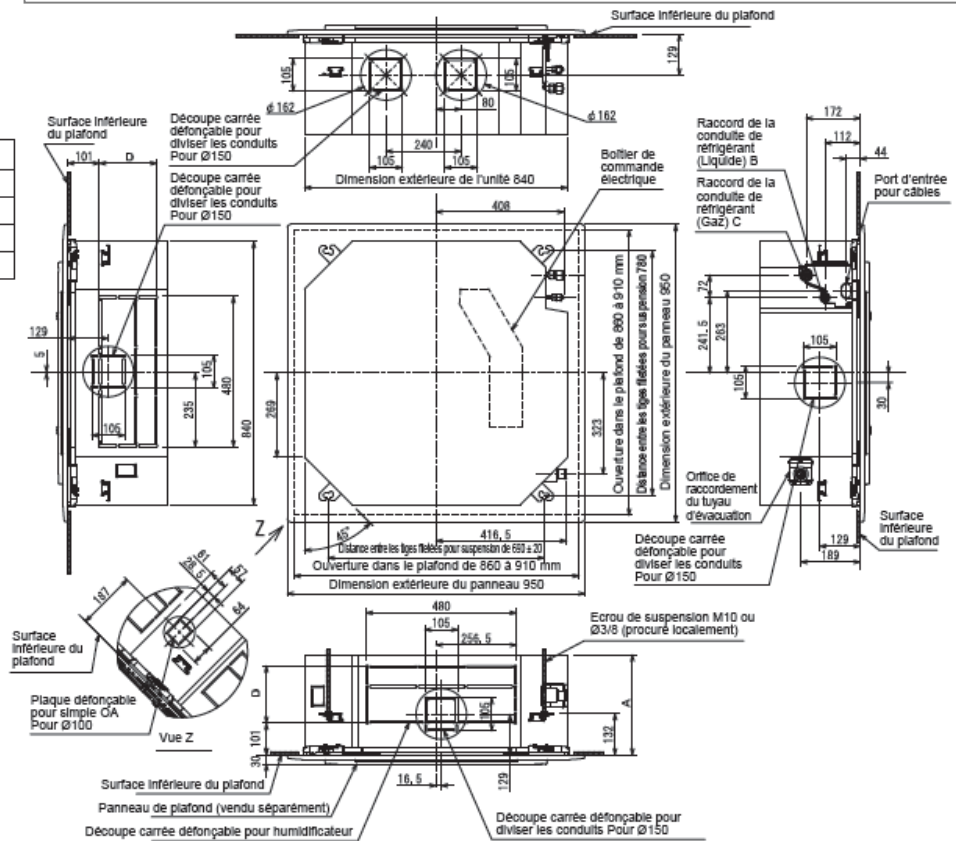 Surface inférieure du plafond
129
105
105
ϕ 162
80
ϕ 162
Découpe carrée
défonçable pour
diviser les conduits
Pour Ø150
240
105
105
Dimension extérieure de l'unité 840
Surface inférieure
du plafond
101
D
Découpe carrée
défonçable pour
diviser les conduits
Pour Ø150
129
5
105
105
235
480
840
Boîtier de
commande
électrique
408
269
323
Ouverture dans le plafond de 860 à 910 mm
Distance entre les tiges filetées pour suspension 780
Dimension extérieure du panneau 950
45°
416, 5
Distance entre les tiges filetées pour suspension de 690 ± 20
Ouverture dans le plafond de 860 à 910 mm
Dimension extérieure du panneau 950
Z
172
112
44
Raccord de la
conduite de
réfrigérant
(Liquide) B
Raccord de la
conduite de
réfrigérant
(Gaz) C
Port d'entrée
pour câbles
72
241, 5
263
105
105
30
Orifice de
raccordement
du tuyau
d'évacuation
Découpe carrée
défonçable pour
diviser les conduits
Pour Ø150
129
189
Surface
inférieure
du plafond
187
28.5
57
64
Surface
inférieure du
plafond
Plaque défonçable
pour simple OA
Pour Ø100
Vue Z
480
105
256, 5
Ecrou de suspension M10 ou
Ø3/8 (procuré localement)
D
105
A
132
101
30
16, 5
129
Surface inférieure du plafond
Panneau de plafond (vendu séparément)
Découpe carrée défonçable pour humidificateur
Découpe carrée défonçable pour
diviser les conduits Pour Ø150